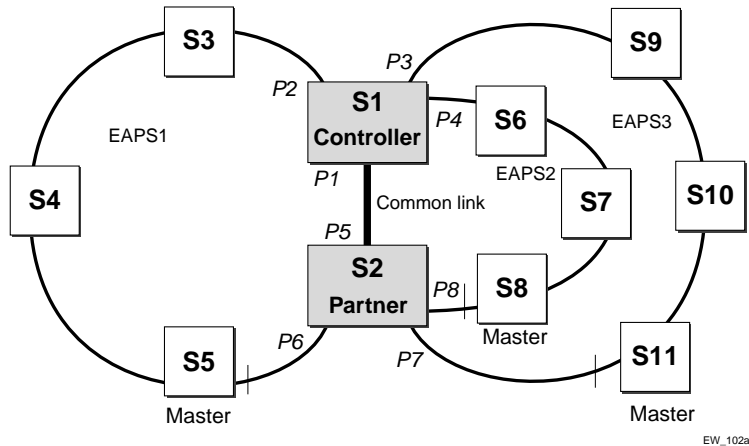 S3
S9
P3
P2
S1
Controller
P4
S6
EAPS1
EAPS3
EAPS2
P1
S4
Common link
S7
S10
P5
S2
Partner
P8
S8
Master
P6
P7
S5
S11
Master
Master
EW_102a